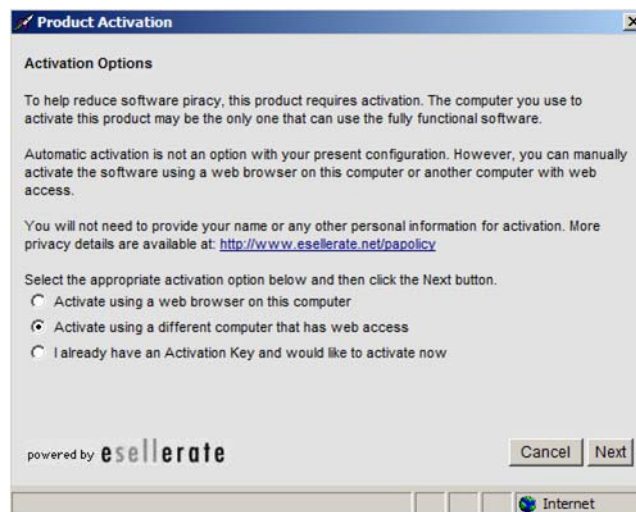 Product Activation
Activation Options
To help reduce software piracy, this product requires activation. The computer you use to
activate this product may be the only one that can use the fully functional software.
Automatic activation is not an option with your present configuration. However, you can manually
activate the software using a web browser on this computer or another computer with web
access.
You will not need to provide your name or any other personal information for activation. More
privacy details are available at: http://www.esellerate.net/papolicy
Select the appropriate activation option below and then click the Next button.
Activate using a web browser on this computer
Activate using a different computer that has web access
I already have an Activation Key and would like to activate now
powered by esellerate
Cancel Next
Internet